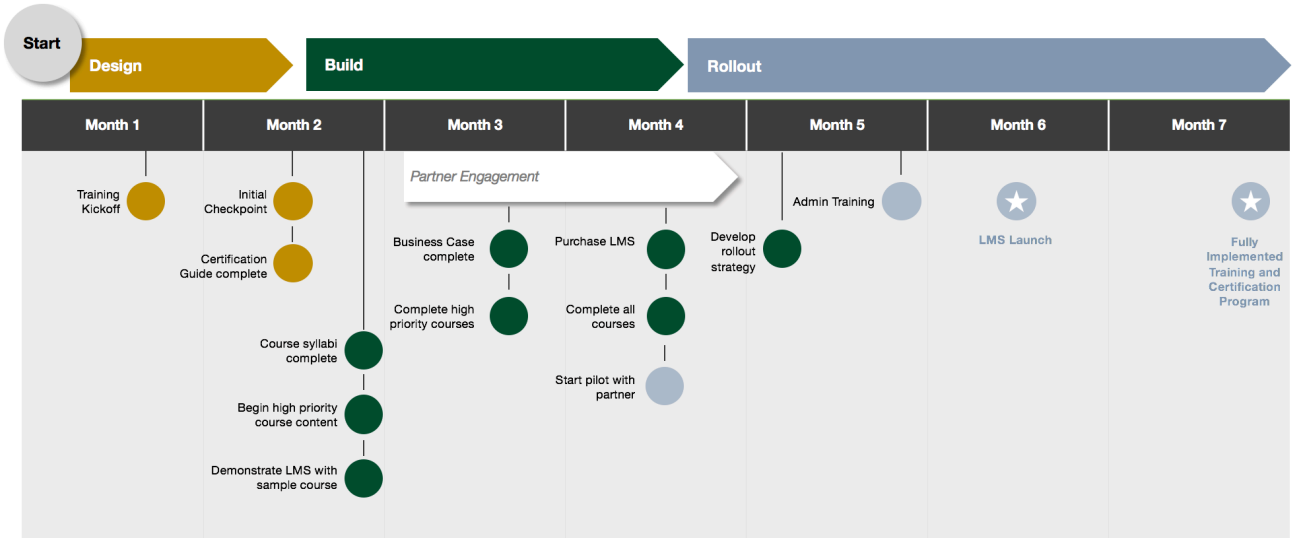 Start
Design
Build
Rollout
Month 1
Month 2
Month 3
Month 4
Month 5
Month 6
Month 7
Training
Kickoff
Initial
Checkpoint
Certification
Guide complete
Course syllabi
complete
Begin high priority
course content
Demonstrate LMS with
sample course
Partner Engagement
Business Case
complete
Complete high
priority courses
Purchase LMS
Complete all
courses
Start pilot with
partner
Develop
rollout
strategy
Admin Training
LMS Launch
Fully
Implemented
Training and
Certification
Program